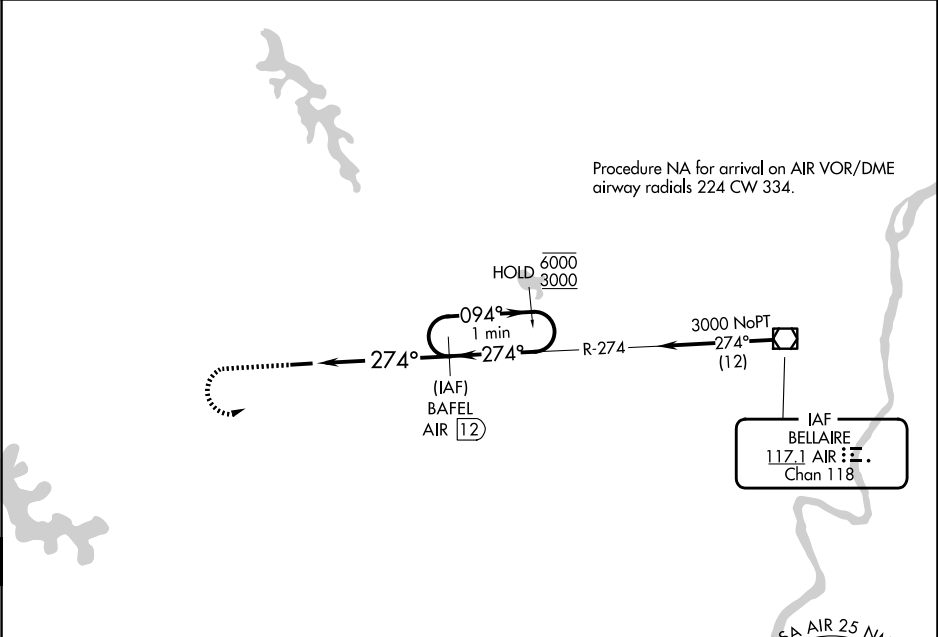 Procedure NA for arrival on AIR VOR/DME
airway radials 224 CW 334.
HOLD 6000
3000
094°
1 min
274°
274°
R-274
3000 NoPT
274°
(12)
(IAF)
BAFEL
AIR 12
IAF
BELLAIRE
117.1 AIR
Chan 118
AIR 25